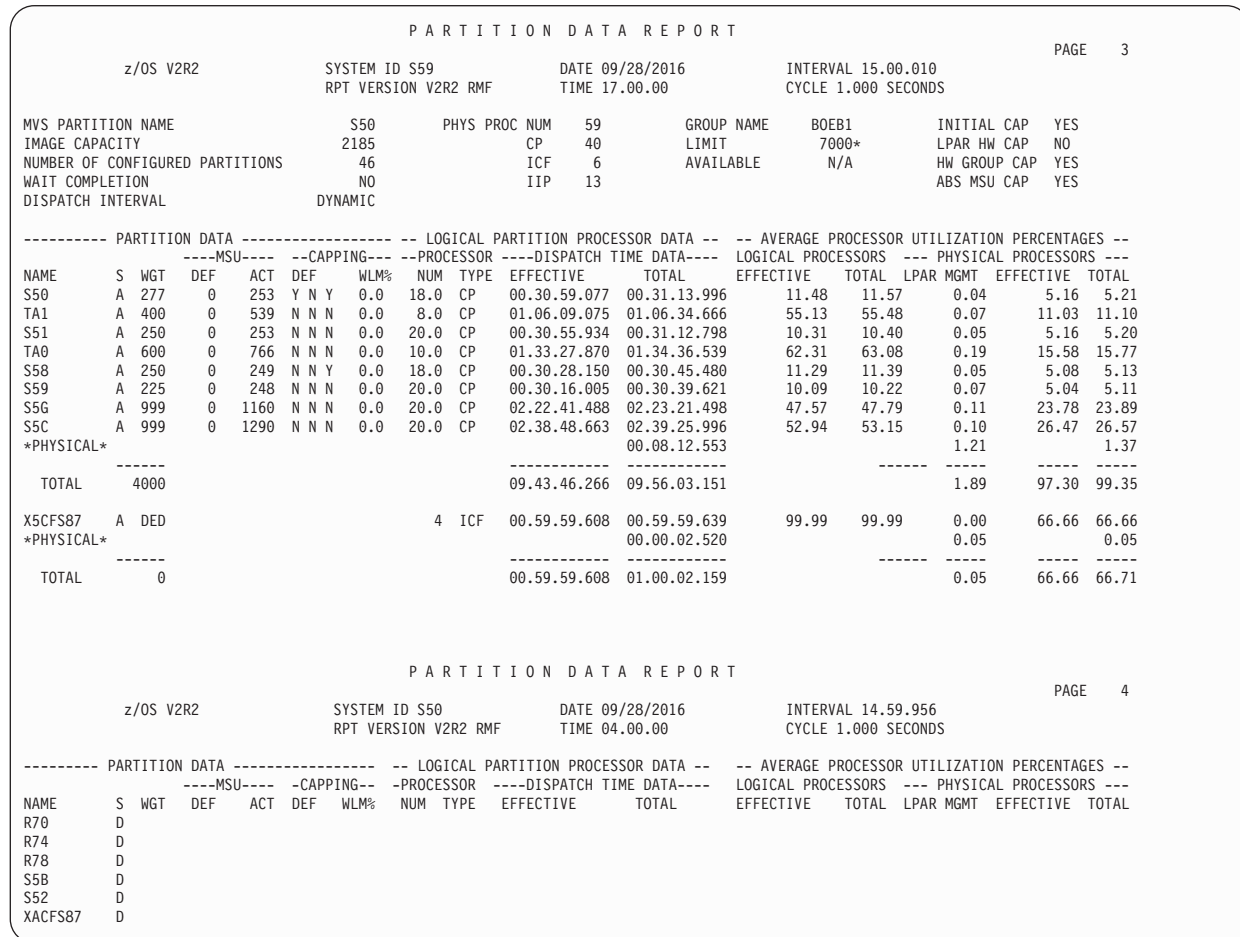 P A R T I T I O N   D A T A   R E P O R T
PAGE    3
z/OS V2R2    SYSTEM ID S59    DATE 09/28/2016    INTERVAL 15.00.010
RPT VERSION V2R2 RMF    TIME 17.00.00    CYCLE 1.000 SECONDS
MVS PARTITION NAME    S50    PHYS PROC NUM    59    GROUP NAME    BOEB1    INITIAL CAP    YES
IMAGE CAPACITY    2185    CP    40    LIMIT    7000*    LPAR HW CAP    NO
NUMBER OF CONFIGURED PARTITIONS    46    ICF    6    AVAILABLE    N/A    HW GROUP CAP    YES
WAIT COMPLETION    NO    IIP    13    ABS MSU CAP    YES
DISPATCH INTERVAL    DYNAMIC
---------- PARTITION DATA ------------------ -- LOGICAL PARTITION PROCESSOR DATA -- -- AVERAGE PROCESSOR UTILIZATION PERCENTAGES --
----MSU---- --CAPPING--- --PROCESSOR ----DISPATCH TIME DATA---- LOGICAL PROCESSORS --- PHYSICAL PROCESSORS ---
NAME    S WGT    DEF    ACT    DEF    WLM%    NUM    TYPE    EFFECTIVE    TOTAL    EFFECTIVE    TOTAL    LPAR MGMT    EFFECTIVE    TOTAL
S50    A 277    0    253    Y N Y    0.0    18.0    CP    00.30.59.077    00.31.13.996    11.48    11.57    0.04    5.16    5.21
TA1    A 400    0    539    N N N    0.0    8.0    CP    01.06.09.075    01.06.34.666    55.13    55.48    0.07    11.03    11.10
S51    A 250    0    253    N N N    0.0    20.0    CP    00.30.55.934    00.31.12.798    10.31    10.40    0.05    5.16    5.20
TA0    A 600    0    766    N N N    0.0    10.0    CP    01.33.27.870    01.34.36.539    62.31    63.08    0.19    15.58    15.77
S58    A 250    0    249    N N Y    0.0    18.0    CP    00.30.28.150    00.30.45.480    11.29    11.39    0.05    5.08    5.13
S59    A 225    0    248    N N N    0.0    20.0    CP    00.30.16.005    00.30.39.621    10.09    10.22    0.07    5.04    5.11
S5G    A 999    0    1160    N N N    0.0    20.0    CP    02.22.41.488    02.23.21.498    47.57    47.79    0.11    23.78    23.89
S5C    A 999    0    1290    N N N    0.0    20.0    CP    02.38.48.663    02.39.25.996    52.94    53.15    0.10    26.47    26.57
*PHYSICAL*    00.08.12.553    1.21    1.37
------    ------------ ------------    ------ -----    ----- -----
TOTAL    4000    09.43.46.266    09.56.03.151    1.89    97.30    99.35
X5CFS87    A DED    4    ICF    00.59.59.608    00.59.59.639    99.99    99.99    0.00    66.66    66.66
*PHYSICAL*    00.00.02.520    0.05    0.05
------    ------------ ------------    ------ -----    ----- -----
TOTAL    0    00.59.59.608    01.00.02.159    0.05    66.66    66.71
P A R T I T I O N   D A T A   R E P O R T
PAGE    4
z/OS V2R2    SYSTEM ID S50    DATE 09/28/2016    INTERVAL 14.59.956
RPT VERSION V2R2 RMF    TIME 04.00.00    CYCLE 1.000 SECONDS
--------- PARTITION DATA ----------------- -- LOGICAL PARTITION PROCESSOR DATA -- -- AVERAGE PROCESSOR UTILIZATION PERCENTAGES --
----MSU---- -CAPPING-- -PROCESSOR ----DISPATCH TIME DATA---- LOGICAL PROCESSORS --- PHYSICAL PROCESSORS ---
NAME    S WGT    DEF    ACT    DEF    WLM%    NUM    TYPE    EFFECTIVE    TOTAL    EFFECTIVE    TOTAL    LPAR MGMT    EFFECTIVE    TOTAL
R70    D
R74    D
R78    D
S5B    D
S52    D
XACFS87    D